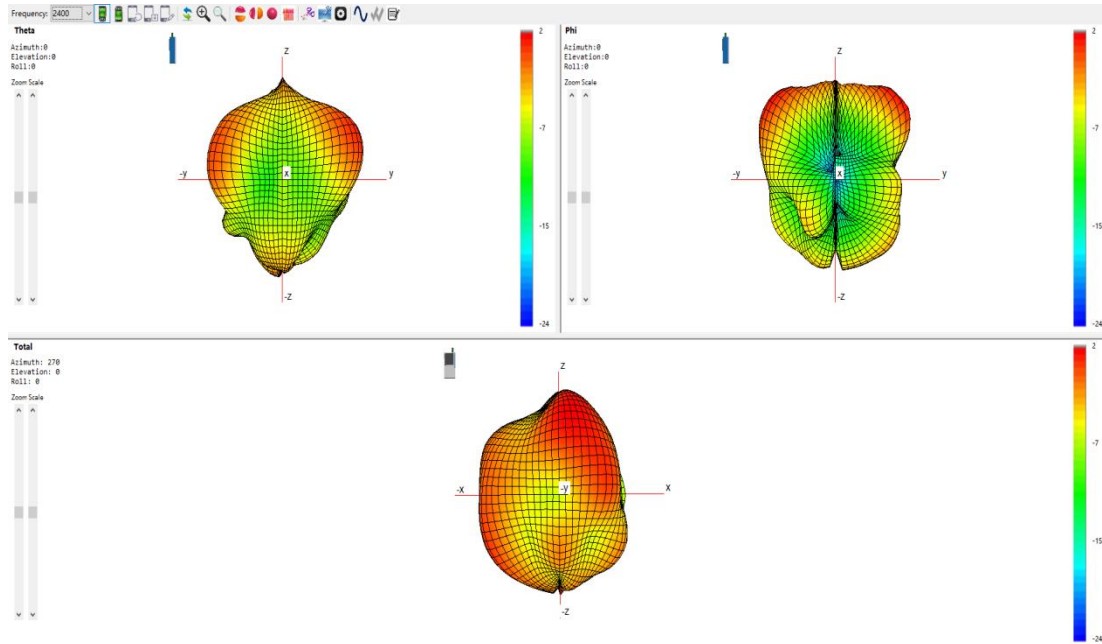 Frequency: 2400
Theta
Azimuth:0
Elevation:0
Roll:0
Zoom Scale
Z
-y
X
y
-Z
2
-7
-15
-24
Phi
Azimuth:0
Elevation:0
Roll:0
Zoom Scale
Z
-y
X
y
-Z
2
-7
-15
-24
Total
Azimuth: 270
Elevation: 0
Roll: 0
Zoom Scale
Z
-X
-y
X
-Z
2
-7
-15
-24